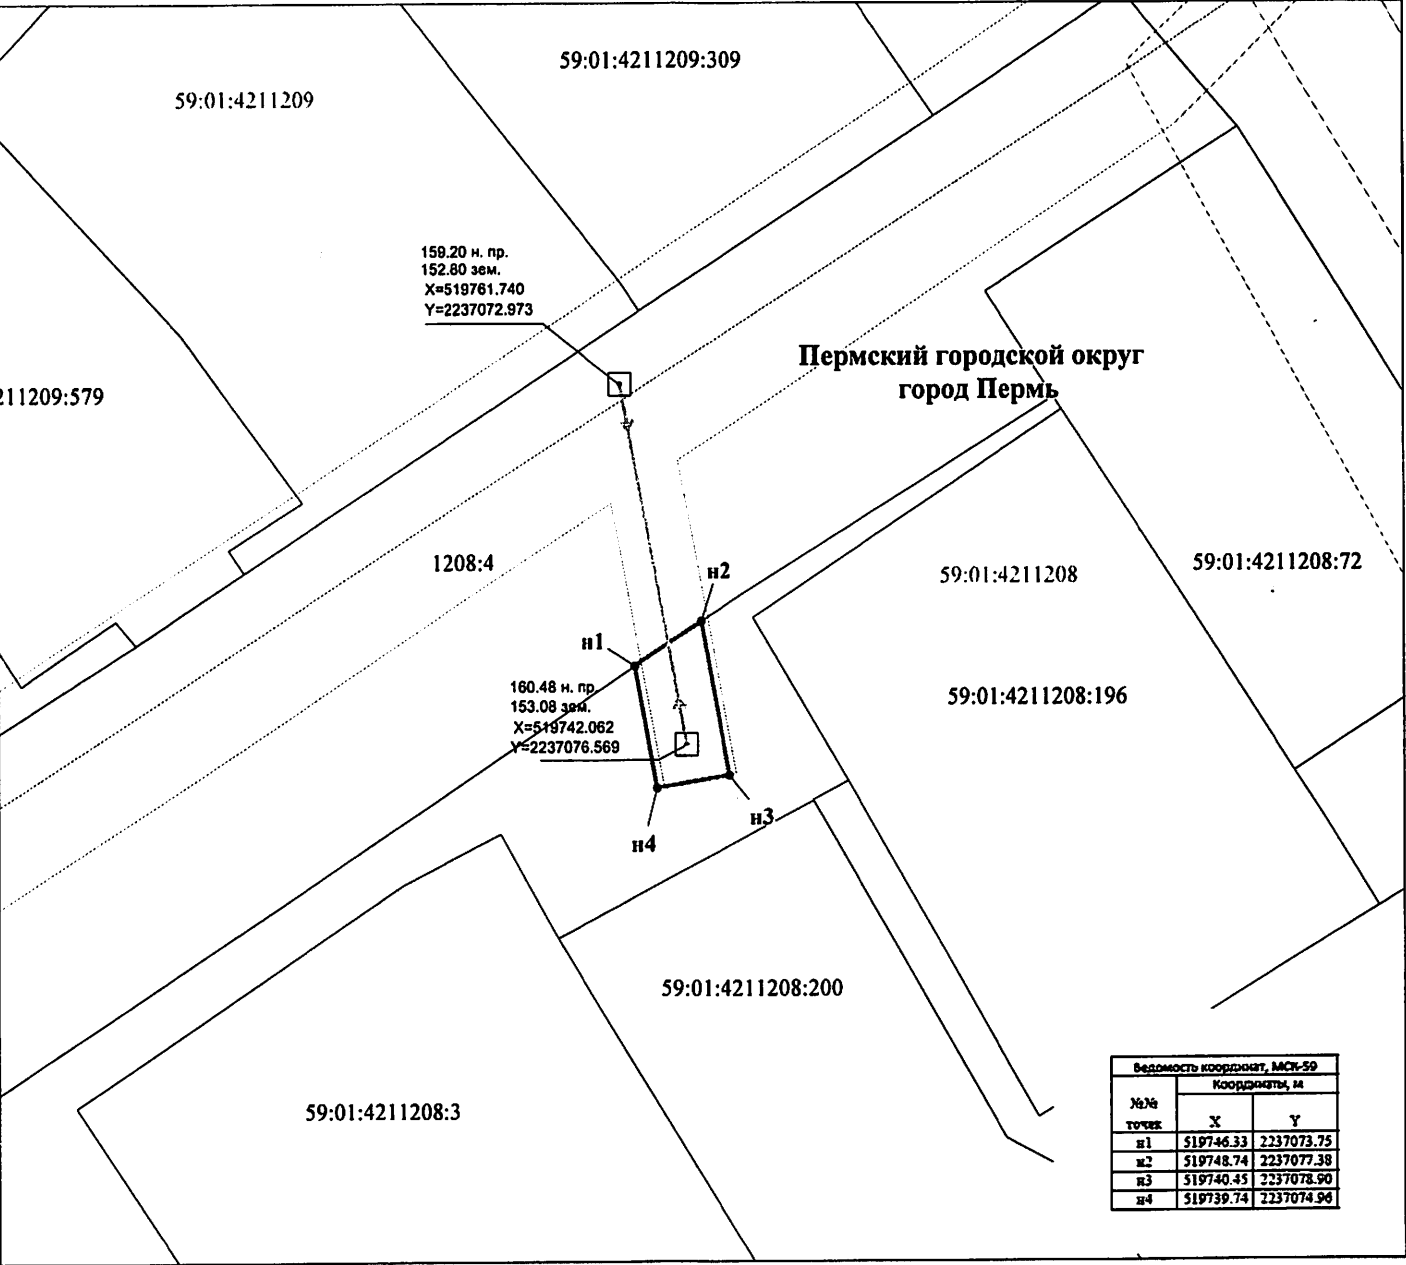 59:01:4211209:309
59:01:4211209
159.20 н. пр.
152.80 зем.
X=519761.740
Y=2237072.973
Пермский городской округ
город Пермь
211209:579
1208:4
59:01:4211208
59:01:4211208:72
н2
н1
160.48 н. пр.
153.08 зем.
X=519742.062
Y=2237076.569
59:01:4211208:196
н3
н4
59:01:4211208:200
59:01:4211208:3
Ведомость координат, МСК-59
№№ точек Координаты, м
X Y
н1 519746.33 2237073.75
н2 519748.74 2237077.38
н3 519740.45 2237078.90
н4 519739.74 2237074.96